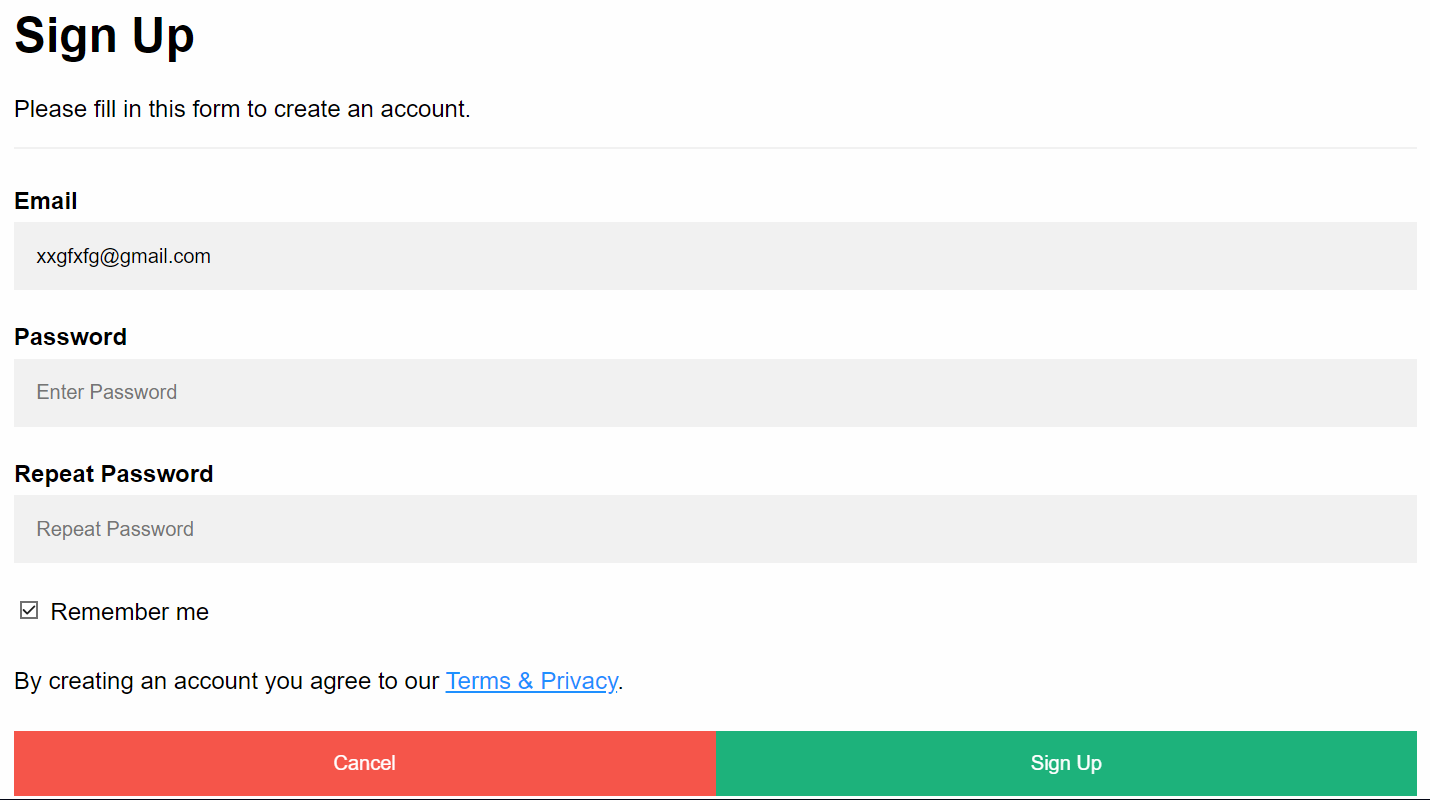 Sign Up
Please fill in this form to create an account.
Email
xxgfxfg@gmail.com
Password
Enter Password
Repeat Password
Repeat Password
Remember me
By creating an account you agree to our Terms & Privacy.
Cancel
Sign Up